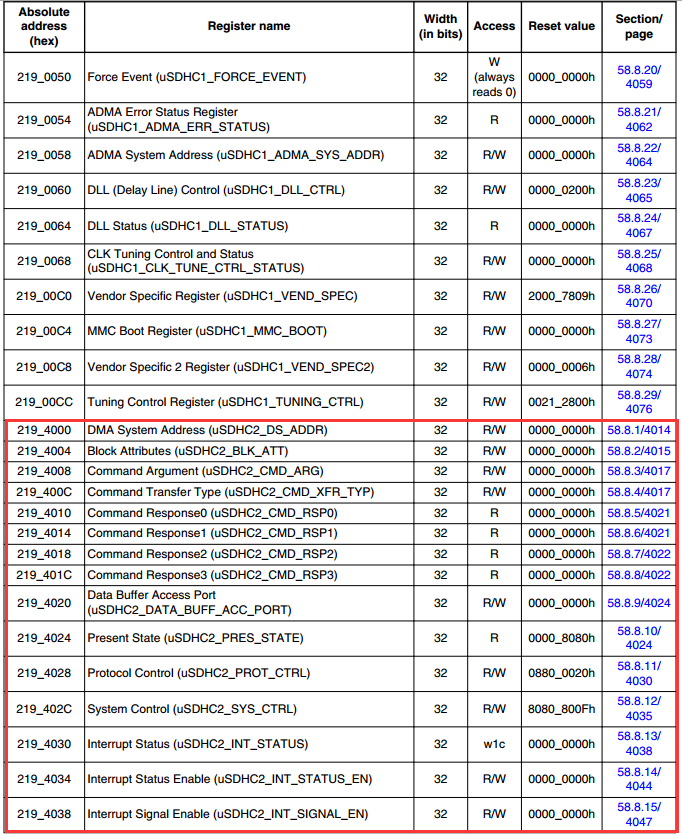 Absolute address (hex) Register name Width (in bits) Access Reset value Section/ page
219_0050 Force Event (uSDHC1_FORCE_EVENT) 32 W (always reads 0) 0000_0000h 58.8.20/ 4059
219_0054 ADMA Error Status Register (uSDHC1_ADMA_ERR_STATUS) 32 R 0000_0000h 58.8.21/ 4062
219_0058 ADMA System Address (uSDHC1_ADMA_SYS_ADDR) 32 R/W 0000_0000h 58.8.22/ 4064
219_0060 DLL (Delay Line) Control (uSDHC1_DLL_CTRL) 32 R/W 0000_0200h 58.8.23/ 4065
219_0064 DLL Status (uSDHC1_DLL_STATUS) 32 R 0000_0000h 58.8.24/ 4067
219_0068 CLK Tuning Control and Status (uSDHC1_CLK_TUNE_CTRL_STATUS) 32 R/W 0000_0000h 58.8.25/ 4068
219_00C0 Vendor Specific Register (uSDHC1_VEND_SPEC) 32 R/W 2000_7809h 58.8.26/ 4070
219_00C4 MMC Boot Register (uSDHC1_MMC_BOOT) 32 R/W 0000_0000h 58.8.27/ 4073
219_00C8 Vendor Specific 2 Register (uSDHC1_VEND_SPEC2) 32 R/W 0000_0006h 58.8.28/ 4074
219_00CC Tuning Control Register (uSDHC1_TUNING_CTRL) 32 R/W 0021_2800h 58.8.29/ 4076
219_4000 DMA System Address (uSDHC2_DS_ADDR) 32 R/W 0000_0000h 58.8.1/4014
219_4004 Block Attributes (uSDHC2_BLK_ATT) 32 R/W 0000_0000h 58.8.2/4015
219_4008 Command Argument (uSDHC2_CMD_ARG) 32 R/W 0000_0000h 58.8.3/4017
219_400C Command Transfer Type (uSDHC2_CMD_XFR_TYP) 32 R/W 0000_0000h 58.8.4/4017
219_4010 Command Response0 (uSDHC2_CMD_RSP0) 32 R 0000_0000h 58.8.5/4021
219_4014 Command Response1 (uSDHC2_CMD_RSP1) 32 R 0000_0000h 58.8.6/4021
219_4018 Command Response2 (uSDHC2_CMD_RSP2) 32 R 0000_0000h 58.8.7/4022
219_401C Command Response3 (uSDHC2_CMD_RSP3) 32 R 0000_0000h 58.8.8/4022
219_4020 Data Buffer Access Port (uSDHC2_DATA_BUFF_ACC_PORT) 32 R/W 0000_0000h 58.8.9/4024
219_4024 Present State (uSDHC2_PRES_STATE) 32 R 0000_8080h 58.8.10/ 4024
219_4028 Protocol Control (uSDHC2_PROT_CTRL) 32 R/W 0880_0020h 58.8.11/ 4030
219_402C System Control (uSDHC2_SYS_CTRL) 32 R/W 8080_800Fh 58.8.12/ 4035
219_4030 Interrupt Status (uSDHC2_INT_STATUS) 32 w1c 0000_0000h 58.8.13/ 4038
219_4034 Interrupt Status Enable (uSDHC2_INT_STATUS_EN) 32 R/W 0000_0000h 58.8.14/ 4044
219_4038 Interrupt Signal Enable (uSDHC2_INT_SIGNAL_EN) 32 R/W 0000_0000h 58.8.15/ 4047